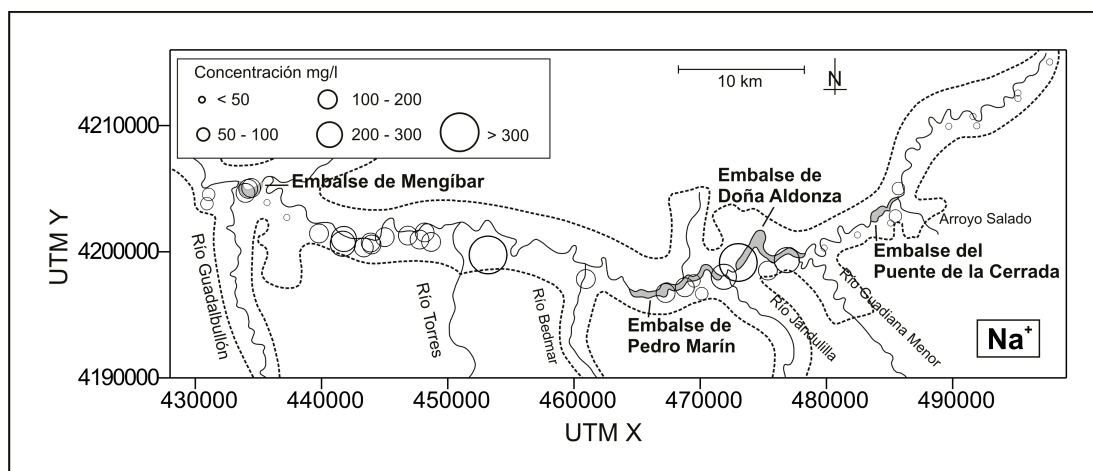 Concentración mg/l
< 50
100 - 200
50 - 100
200 - 300
> 300
10 km
N
4210000
4200000
4190000
UTM Y
Embalse de Mengíbar
Embalse de
Doña Aldonza
Arroyo Salado
Embalse del
Puente de la Cerrada
Embalse de
Pedro Marín
Río Guadalbullón
Río Torres
Río Bedmar
Río Jandulilla
Río Guadiana Menor
Na+
430000
440000
450000
460000
470000
480000
490000
UTM X